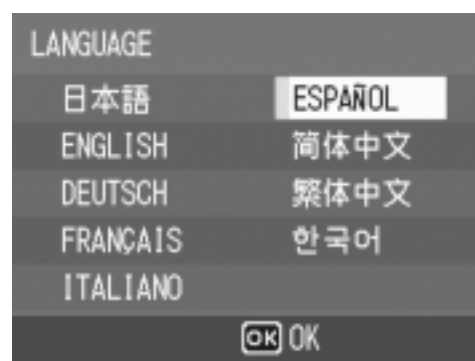 LANGUAGE
日本語 ESPAÑOL
ENGLISH 简体中文
DEUTSCH 繁体中文
FRANÇAIS 한국어
ITALIANO
OK OK